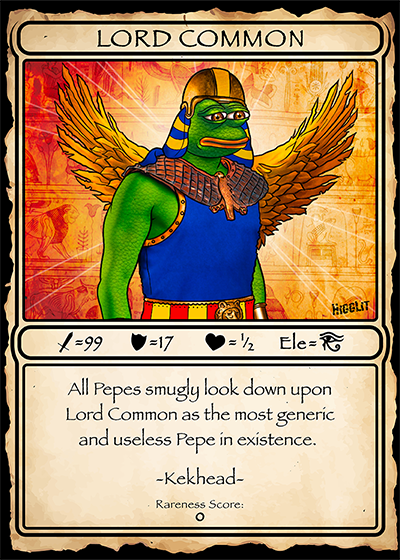 LORD COMMON
HIGGLIT
=99 =17 =½ Ele=
All Pepes smugly look down upon
Lord Common as the most generic
and useless Pepe in existence.
-Kekhead-
Rareness Score:
0